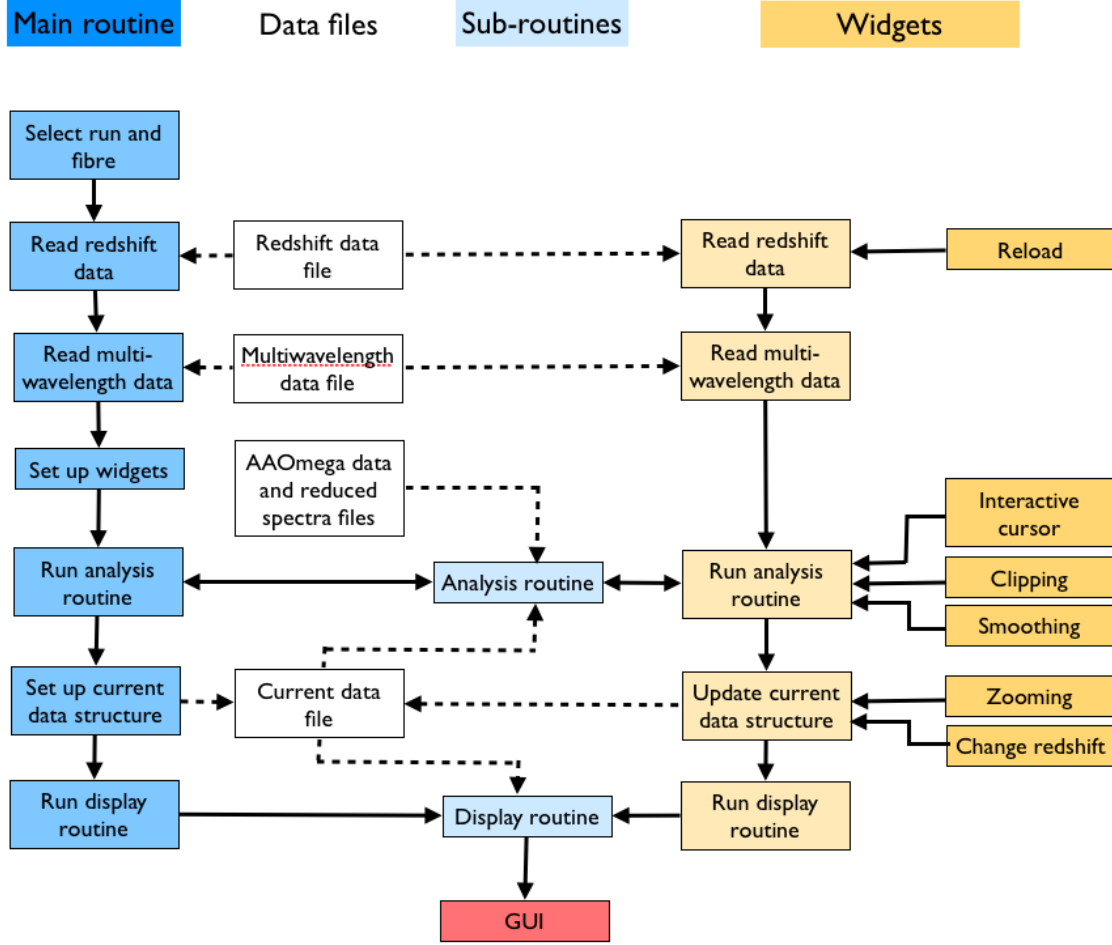 Main routine
Data files
Sub-routines
Widgets
Select run and
fibre
Read redshift
data
Redshift data
file
Read redshift
data
Reload
Read multi-
wavelength data
Multiwavelength
data file
Read multi-
wavelength data
Set up widgets
AAOmega data
and reduced
spectra files
Interactive
cursor
Run analysis
routine
Analysis routine
Run analysis
routine
Clipping
Smoothing
Set up current
data structure
Current data
file
Update current
data structure
Zooming
Change redshift
Run display
routine
Display routine
Run display
routine
GUI